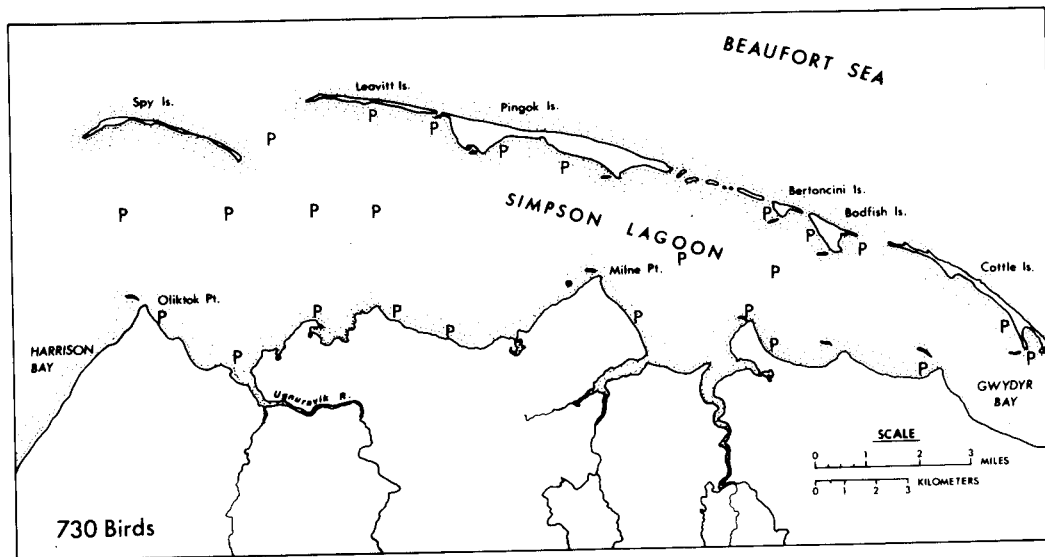 BEAUFORT SEA
Leavitt Is.
Spy Is.
Pingok Is.
P
P
P
P
P
Bertoncini Is.
P P P P
SIMPSON LAGOON
P
Bodfish Is.
P
P
P
Cottle Is.
Milne Pt.
P
Oliktok Pt.
P
P
P
P
P
P
P
P
HARRISON
BAY
P
P
P
GWYDYR
BAY
Ugnuravik R.
SCALE
0 1 2 3
MILES
0 1 2 3
KILOMETERS
730 Birds